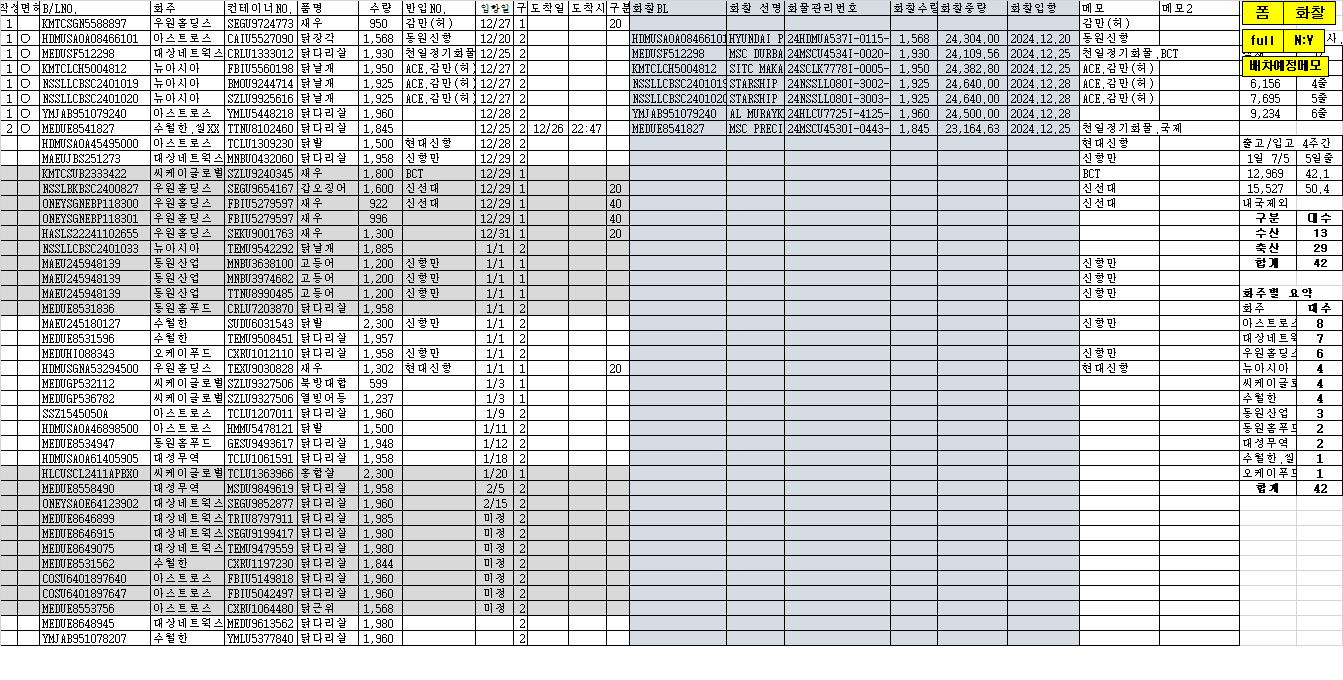 작성 면허 B/LNO. 화주 컨테이너NO. 품명 수량 반입NO. 입항일 구 도착일 도착시 구분 화찰BL 화찰 선명 화물관리번호 화찰수량 화찰중량 화찰입항 메모 메모2 폼 화찰
1 KMTCSGN5588897 우원홀딩스 SEGU9724773 새우 950 감만(허) 12/27 1 20 감만(허)
1 ○ HDMUSAOA08466101 아스트로스 CAIU5527090 닭장각 1,568 동원신항 12/20 2 HDMUSAOA08466101 HYUNDAI P 24HDMUA537I-0115- 1,568 24,304.00 2024.12.20 동원신항 full N:Y 사.
1 ○ MEDUSF512298 대상네트웍스 CRLU1333012 닭다리살 1,930 천일정기화물 12/25 2 MEDUSF512298 MSC DURBA 24MSCU4534I-0020- 1,930 24,109.56 2024.12.25 천일정기화물.BCT
1 ○ KMTCLCH5004812 뉴아시아 FBIU5560198 닭날개 1,950 ACE.감만(허) 12/27 2 KMTCLCH5004812 SITC MAKA 24SCLK7778I-0005- 1,950 24,382.80 2024.12.25 ACE.감만(허) 배차예정메모
1 ○ NSSLLCBSC2401019 뉴아시아 BMOU9244714 닭날개 1,925 ACE.감만(허) 12/27 2 NSSLLCBSC2401019 STARSHIP 24NSSLL080I-3002- 1,925 24,640.00 2024.12.28 ACE.감만(허) 6,156 4줄
1 ○ NSSLLCBSC2401020 뉴아시아 SZLU9925616 닭날개 1,925 ACE.감만(허) 12/27 2 NSSLLCBSC2401020 STARSHIP 24NSSLL080I-3003- 1,925 24,640.00 2024.12.28 ACE.감만(허) 7,695 5줄
1 ○ YMJAB951079240 아스트로스 YMLU5448218 닭다리살 1,960 12/28 2 YMJAB951079240 AL MURAYK 24HLCU7725I-4125- 1,960 24,500.00 2024.12.28 9,234 6줄
2 ○ MEDUE8541827 수월한.씰XX TTNU8102460 닭다리살 1,845 12/25 2 12/26 22:47 MEDUE8541827 MSC PRECI 24MSCU4530I-0443- 1,845 23,164.63 2024.12.25 천일정기화물.국제
HDMUSAOA45495000 아스트로스 TCLU1309230 닭발 1,500 현대신항 12/28 2 현대신항 출고/입고 4주간
MAEUJBS251273 대상네트웍스 MNBU0432060 닭다리살 1,958 신항만 12/29 2 신항만 1일 7/5 5일줄
KMTCSUB2333422 씨케이글로벌 SZLU9240345 새우 1,800 BCT 12/29 1 BCT 12,969 42.1
NSSLBKBSC2400827 우원홀딩스 SEGU9654167 갑오징어 1,600 신선대 12/29 1 20 신선대 15,527 50.4
ONEYSGNEBP118300 우원홀딩스 FBIU5279597 새우 922 신선대 12/29 1 40 신선대 내국제외
ONEYSGNEBP118301 우원홀딩스 FBIU5279597 새우 996 12/29 1 40 구분 대수
HASLS22241102655 우원홀딩스 SEKU9001763 새우 1,300 12/31 1 20 수산 13
NSSLLCBSC2401033 뉴아시아 TEMU9542292 닭날개 1,885 1/1 2 축산 29
MAEU245948139 동원산업 MNBU3638100 고등어 1,200 신항만 1/1 1 신항만 합계 42
MAEU245948139 동원산업 MNBU3974682 고등어 1,200 신항만 1/1 1 신항만
MAEU245948139 동원산업 TTNU8990485 고등어 1,200 신항만 1/1 1 신항만 화주별 요약
MEDUE8531836 동원홈푸드 CRLU7203870 닭다리살 1,958 1/1 2 화주 대수
MAEU245180127 수월한 SUDU6031543 닭발 2,300 신항만 1/1 2 신항만 아스트로스 8
MEDUE8531596 수월한 TEMU9508451 닭다리살 1,957 1/1 2 대상네트웍 7
MEDUHI088343 오케이푸드 CXRU1012110 닭다리살 1,958 신항만 1/1 2 신항만 우원홀딩스 6
HDMUSGNA53294500 우원홀딩스 TEXU9030828 새우 1,302 현대신항 1/1 1 20 현대신항 뉴아시아 4
MEDUGP532112 씨케이글로벌 SZLU9327506 북방대합 599 1/3 1 씨케이글로 4
MEDUGP536782 씨케이글로벌 SZLU9327506 열빙어등 1,237 1/3 1 수월한 4
SSZ1545050A 아스트로스 TCLU1207011 닭다리살 1,960 1/9 2 동원산업 3
HDMUSAOA46898500 아스트로스 HMMU5478121 닭발 1,500 1/11 2 동원홈푸드 2
MEDUE8534947 동원홈푸드 GESU9493617 닭다리살 1,948 1/12 2 대성무역 2
HDMUSAOA61405905 대성무역 TCLU1061591 닭다리살 1,958 1/18 2 수월한.씰 1
HLCUSCL2411APBX0 씨케이글로벌 TCLU1363966 홍합살 2,300 1/20 1 오케이푸드 1
MEDUE8558490 대성무역 MSDU9849619 닭다리살 1,958 2/5 2 합계 42
ONEYSAOE64123902 대상네트웍스 SEGU9852877 닭다리살 1,960 2/15 2
MEDUE8646899 대상네트웍스 TRIU8797911 닭다리살 1,985 미정 2
MEDUE8646915 대상네트웍스 SEGU9199417 닭다리살 1,980 미정 2
MEDUE8649075 대상네트웍스 TEMU9479559 닭다리살 1,980 미정 2
MEDUE8531562 수월한 CXRU1197230 닭다리살 1,844 미정 2
COSU6401897640 아스트로스 FBIU5149818 닭다리살 1,960 미정 2
COSU6401897647 아스트로스 FBIU5042497 닭다리살 1,960 미정 2
MEDUE8553756 아스트로스 CXRU1064480 닭근위 1,568 미정 2
MEDUE8648945 대상네트웍스 MEDU9613562 닭다리살 1,980 2
YMJAB951078207 수월한 YMLU5377840 닭다리살 1,960 2